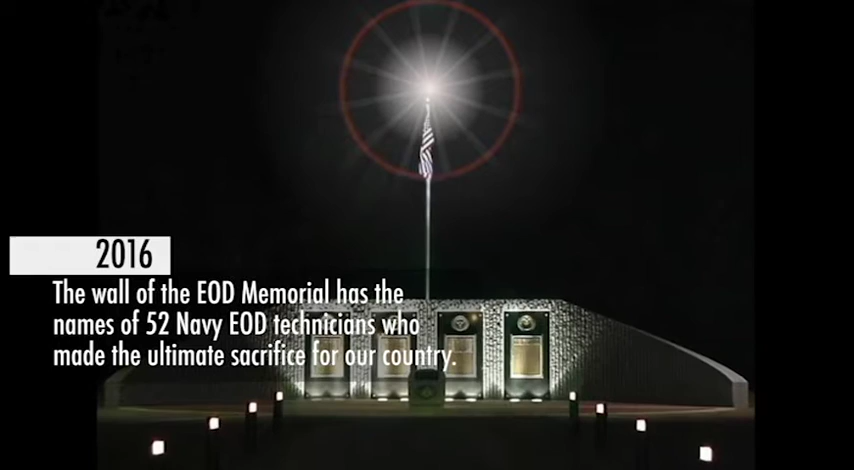 2016
The wall of the EOD Memorial has the
names of 52 Navy EOD technicians who
made the ultimate sacrifice for our country.